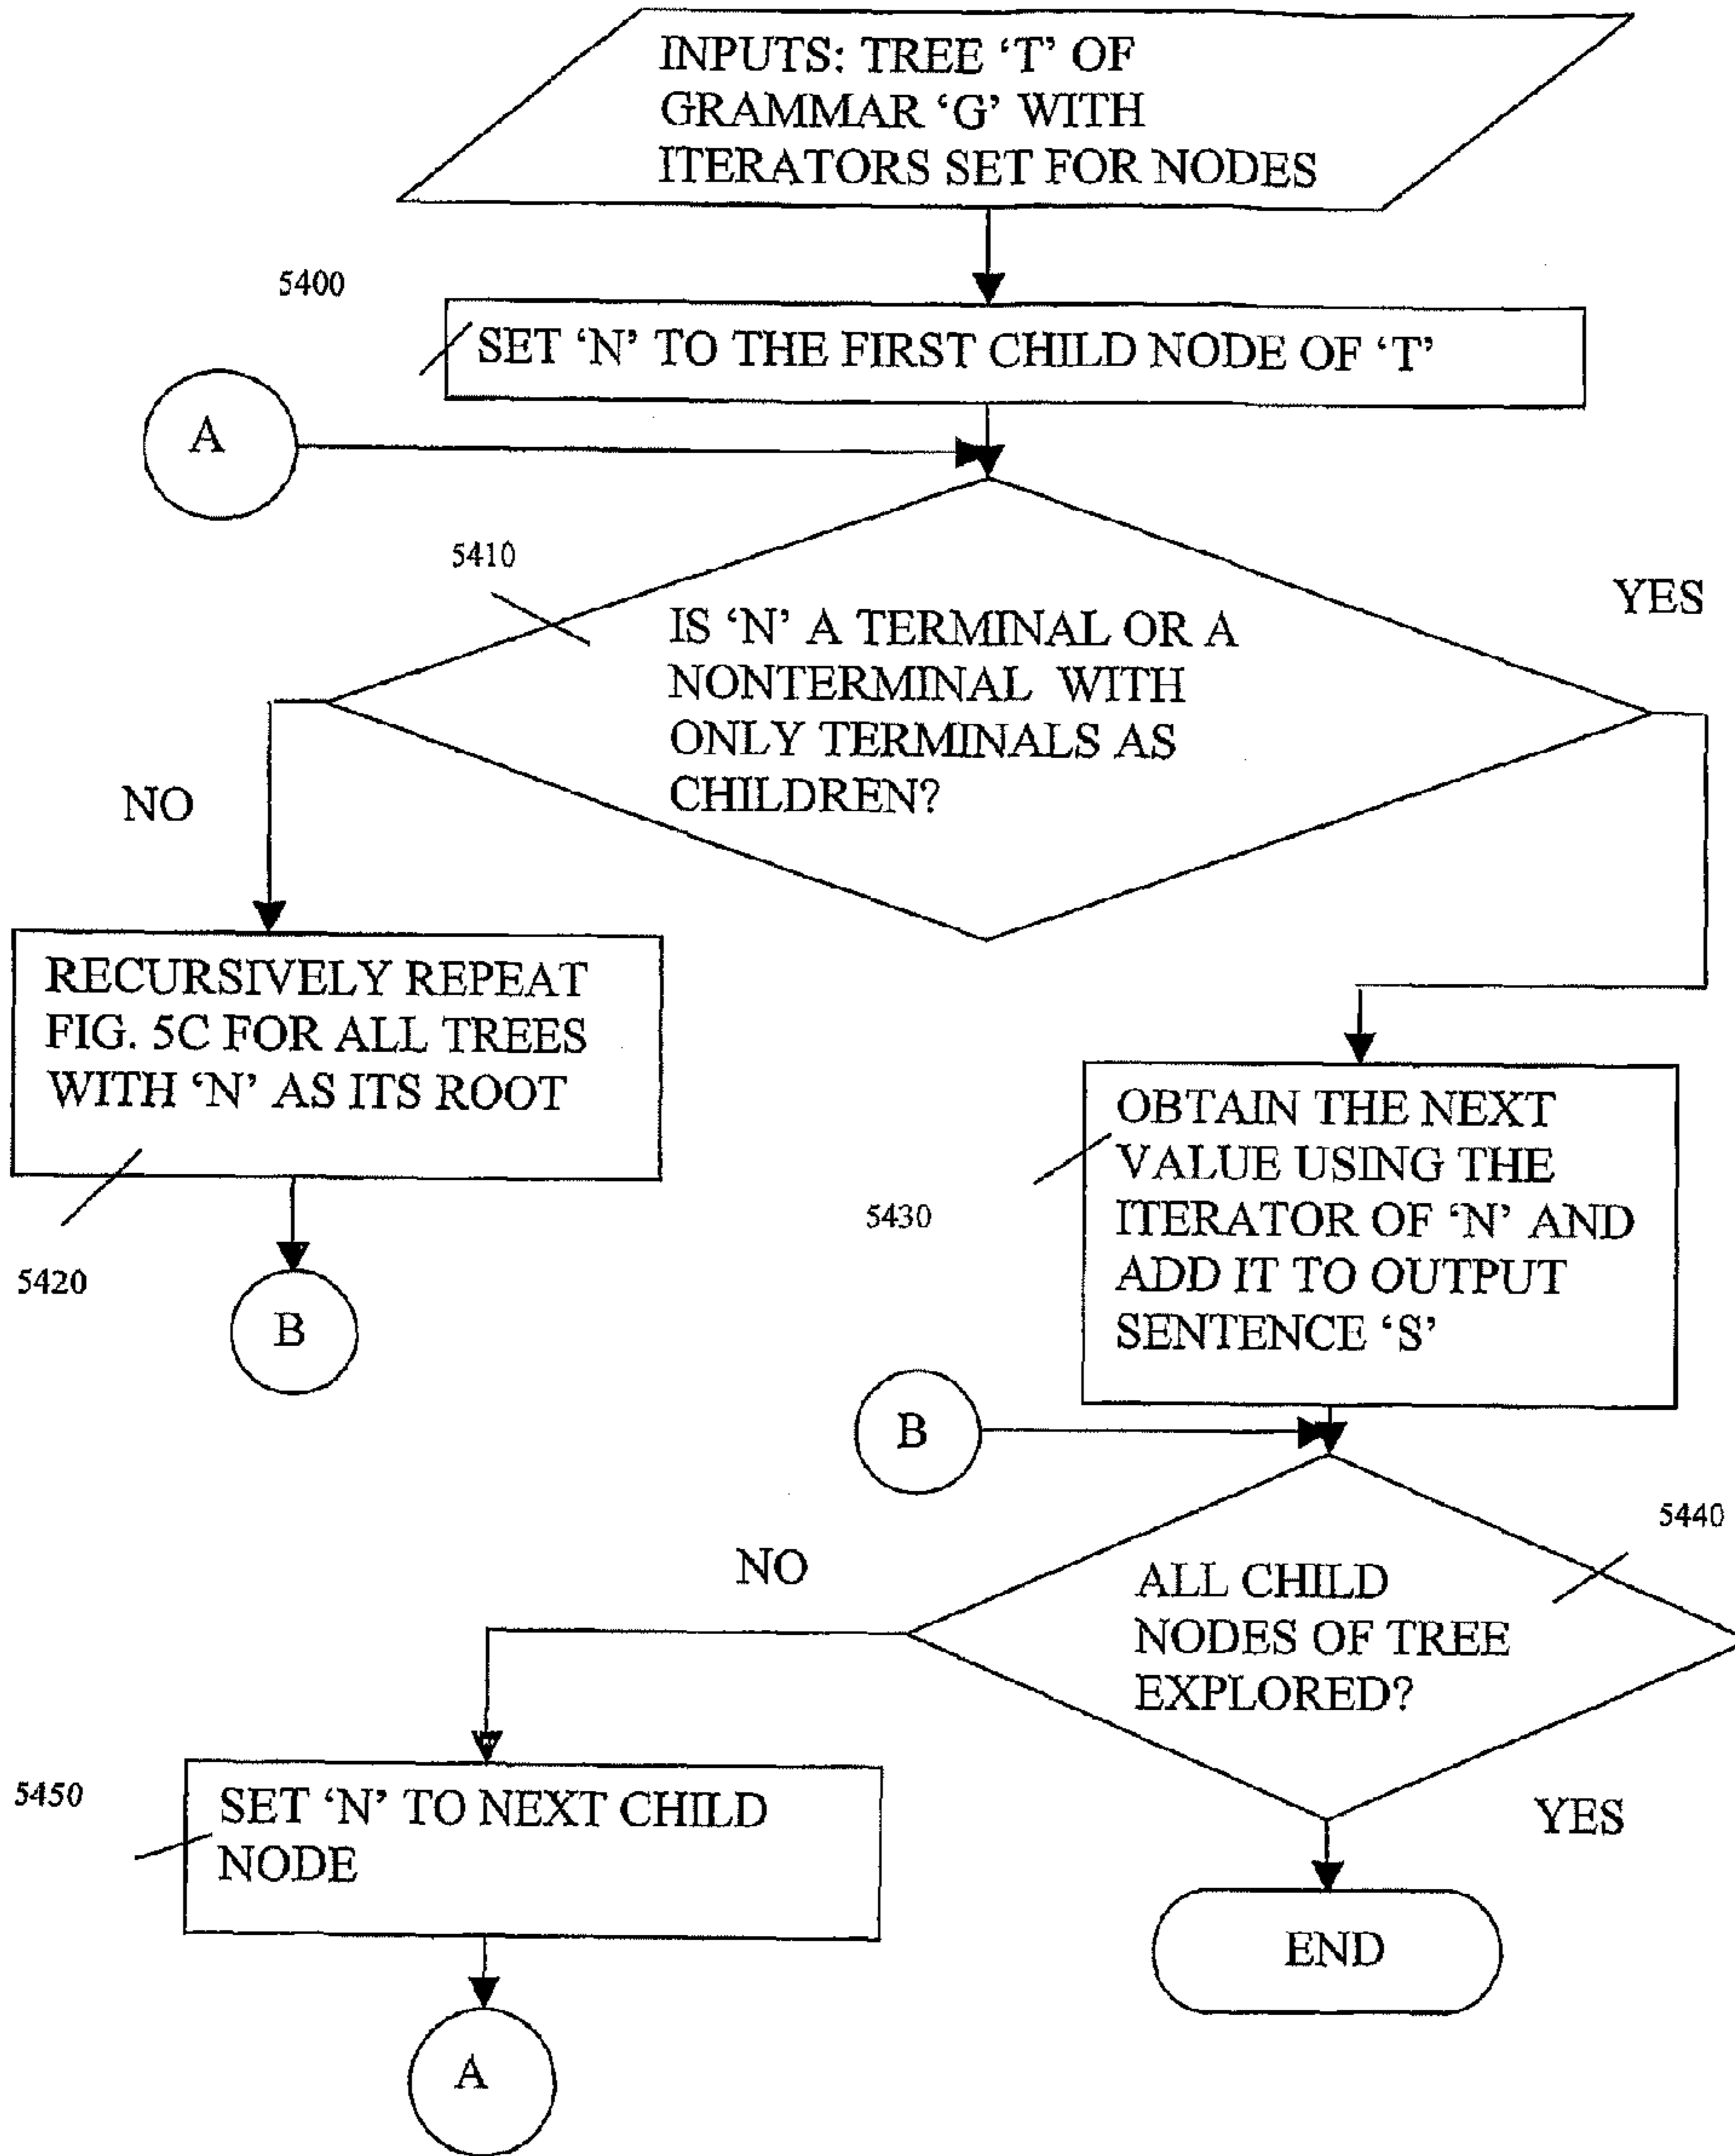 INPUTS: TREE ‘T’ OF
GRAMMAR ‘G’ WITH
ITERATORS SET FOR NODES
5400
SET ‘N’ TO THE FIRST CHILD NODE OF ‘T’
A
5410
IS ‘N’ A TERMINAL OR A
NONTERMINAL WITH
ONLY TERMINALS AS
CHILDREN?
YES
NO
RECURSIVELY REPEAT
FIG. 5C FOR ALL TREES
WITH ‘N’ AS ITS ROOT
5420
B
OBTAIN THE NEXT
VALUE USING THE
ITERATOR OF ‘N’ AND
ADD IT TO OUTPUT
SENTENCE ‘S’
5430
B
5440
ALL CHILD
NODES OF TREE
EXPLORED?
NO
YES
5450
SET ‘N’ TO NEXT CHILD
NODE
END
A